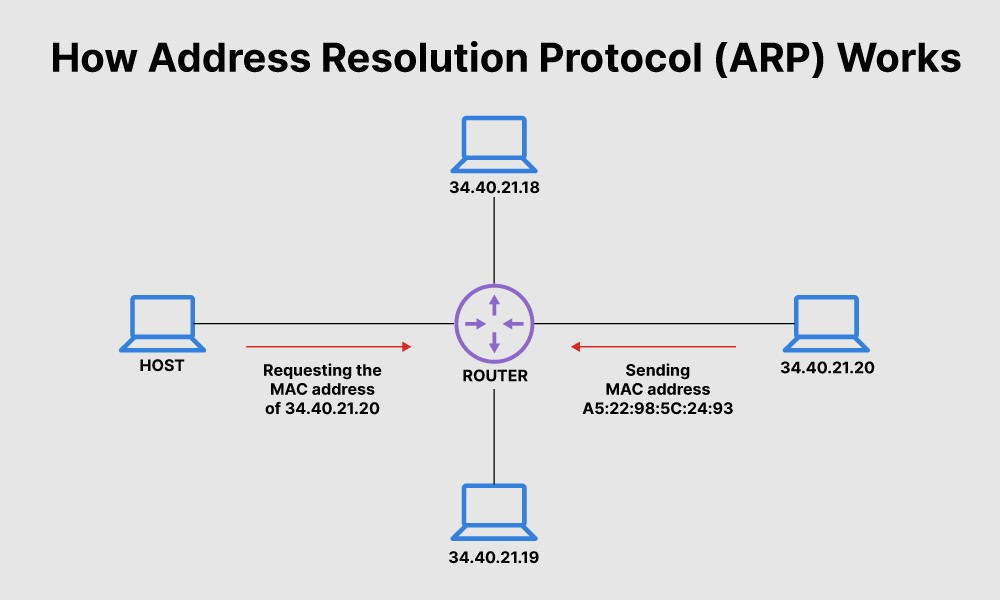 How Address Resolution Protocol (ARP) Works
34.40.21.18
HOST
Requesting the
MAC address
of 34.40.21.20
ROUTER
Sending
MAC address
A5:22:98:5C:24:93
34.40.21.20
34.40.21.19